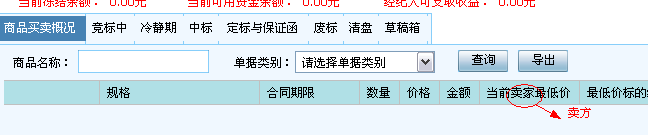 当前冻结余额： 0.00元 当前可用资金余额： 0.00元 经纪人可支取收益： 0.00元
商品买卖概况 竞标中 冷静期 中标 定标与保证函 废标 清盘 草稿箱
商品名称： 单据类别： 请选择单据类别 查询 导出
规格 合同期限 数量 价格 金额 当前卖家最低价 最低价标的
卖方